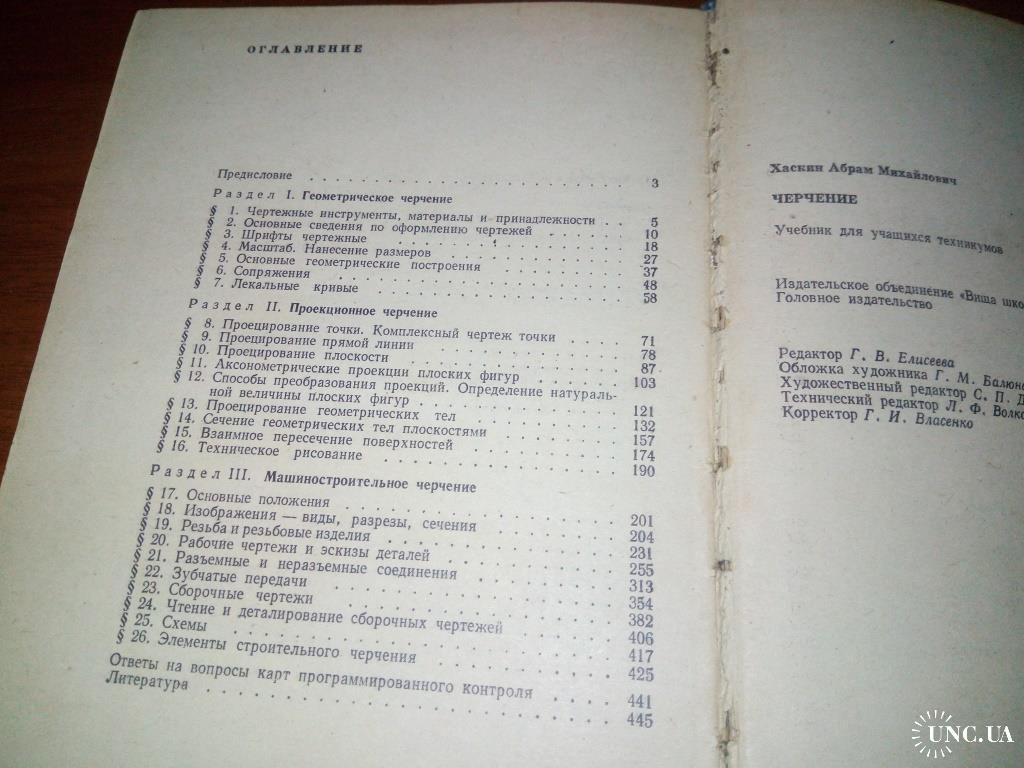 ОГЛАВЛЕНИЕ
Предисловие . . . . . . . . . . . . . . . . . . . . 3
Раздел I. Геометрическое черчение
§ 1. Чертежные инструменты, материалы и принадлежности . . 5
§ 2. Основные сведения по оформлению чертежей . . . . . 10
§ 3. Шрифты чертежные . . . . . . . . . . . . 18
§ 4. Масштаб. Нанесение размеров . . . . . . . . . 27
§ 5. Основные геометрические построения . . . . . . . 37
§ 6. Сопряжения . . . . . . . . . . . . . . . 48
§ 7. Лекальные кривые . . . . . . . . . . . . . 58
Раздел II. Проекционное черчение
§ 8. Проецирование точки. Комплексный чертеж точки . . . . 71
§ 9. Проецирование прямой линии . . . . . . . . . 78
§ 10. Проецирование плоскости . . . . . . . . . . 87
§ 11. Аксонометрические проекции плоских фигур . . . . . 103
§ 12. Способы преобразования проекций. Определение натураль-
ной величины плоских фигур . . . . . . . . . . 121
§ 13. Проецирование геометрических тел . . . . . . . . 132
§ 14. Сечение геометрических тел плоскостями . . . . . . 157
§ 15. Взаимное пересечение поверхностей . . . . . . . . 174
§ 16. Техническое рисование . . . . . . . . . . . 190
Раздел III. Машиностроительное черчение
§ 17. Основные положения . . . . . . . . . . . . 201
§ 18. Изображения — виды, разрезы, сечения . . . . . . 204
§ 19. Резьба и резьбовые изделия . . . . . . . . . . 231
§ 20. Рабочие чертежи и эскизы деталей . . . . . . . . 255
§ 21. Разъемные и неразъемные соединения . . . . . . . 313
§ 22. Зубчатые передачи . . . . . . . . . . . . 354
§ 23. Сборочные чертежи . . . . . . . . . . . . 382
§ 24. Чтение и деталирование сборочных чертежей . . . . . 406
§ 25. Схемы . . . . . . . . . . . . . . . . 417
§ 26. Элементы строительного черчения . . . . . . . . 425
Ответы на вопросы карт программированного контроля . . . . 441
Литература . . . . . . . . . . . . . . . . . 445
Хаскин Абрам Михайлович
ЧЕРЧЕНИЕ
Учебник для учащихся техникумов
Издательское объединение «Вища
Головное издательство
Редактор Г. В. Елисеева
Обложка художника Г. М.
Художественный редактор С. П.
Технический редактор Л. Ф.
Корректор Г. И. Власенко
UNC.UA